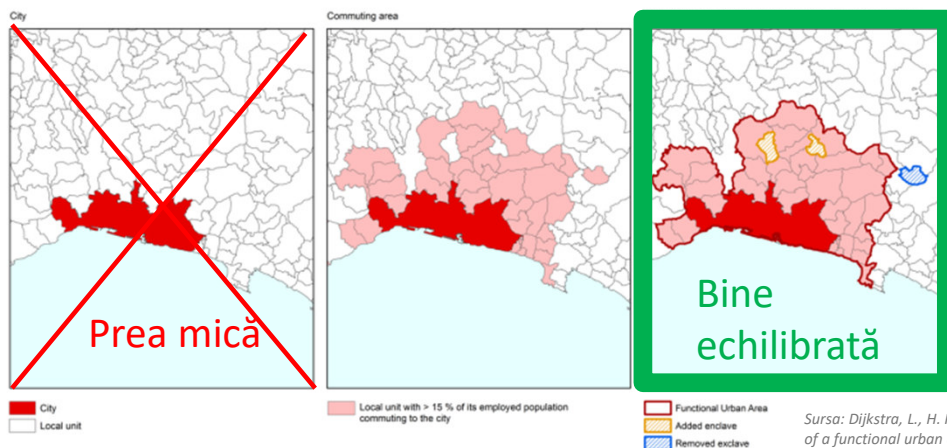 City
Commuting area
Prea mică
Bine
echilibrată
City
Local unit
Local unit with > 15 % of its employed population
commuting to the city
Functional Urban Area
Added enclave
Removed exclave
Sursa: Dijkstra, L., H.
of a functional urban